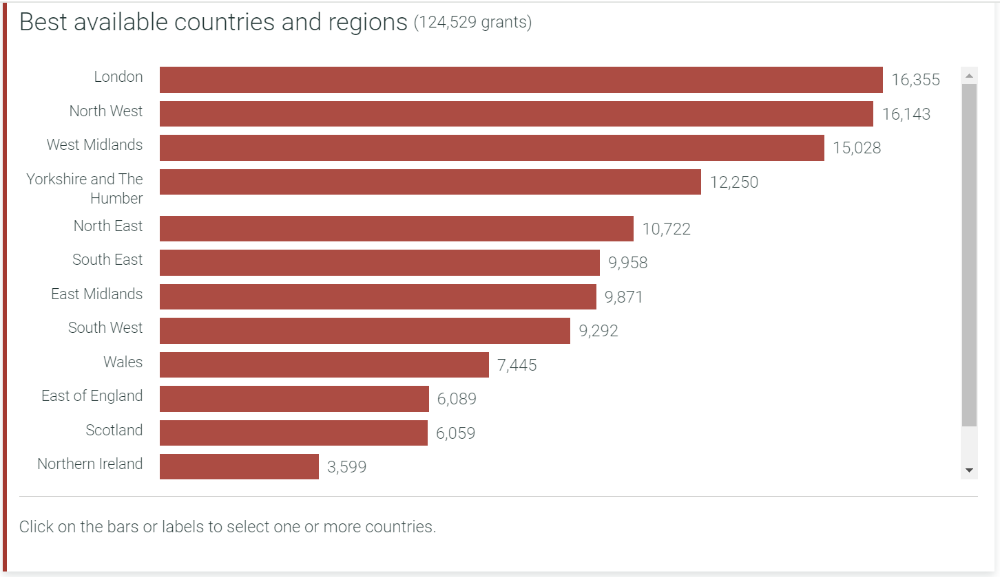 Best available countries and regions (124,529 grants)
London 16,355
North West 16,143
West Midlands 15,028
Yorkshire and The 12,250
Humber
North East 10,722
South East 9,958
East Midlands 9,871
South West 9,292
Wales 7,445
East of England 6,089
Scotland 6,059
Northern Ireland 3,599
Click on the bars or labels to select one or more countries.